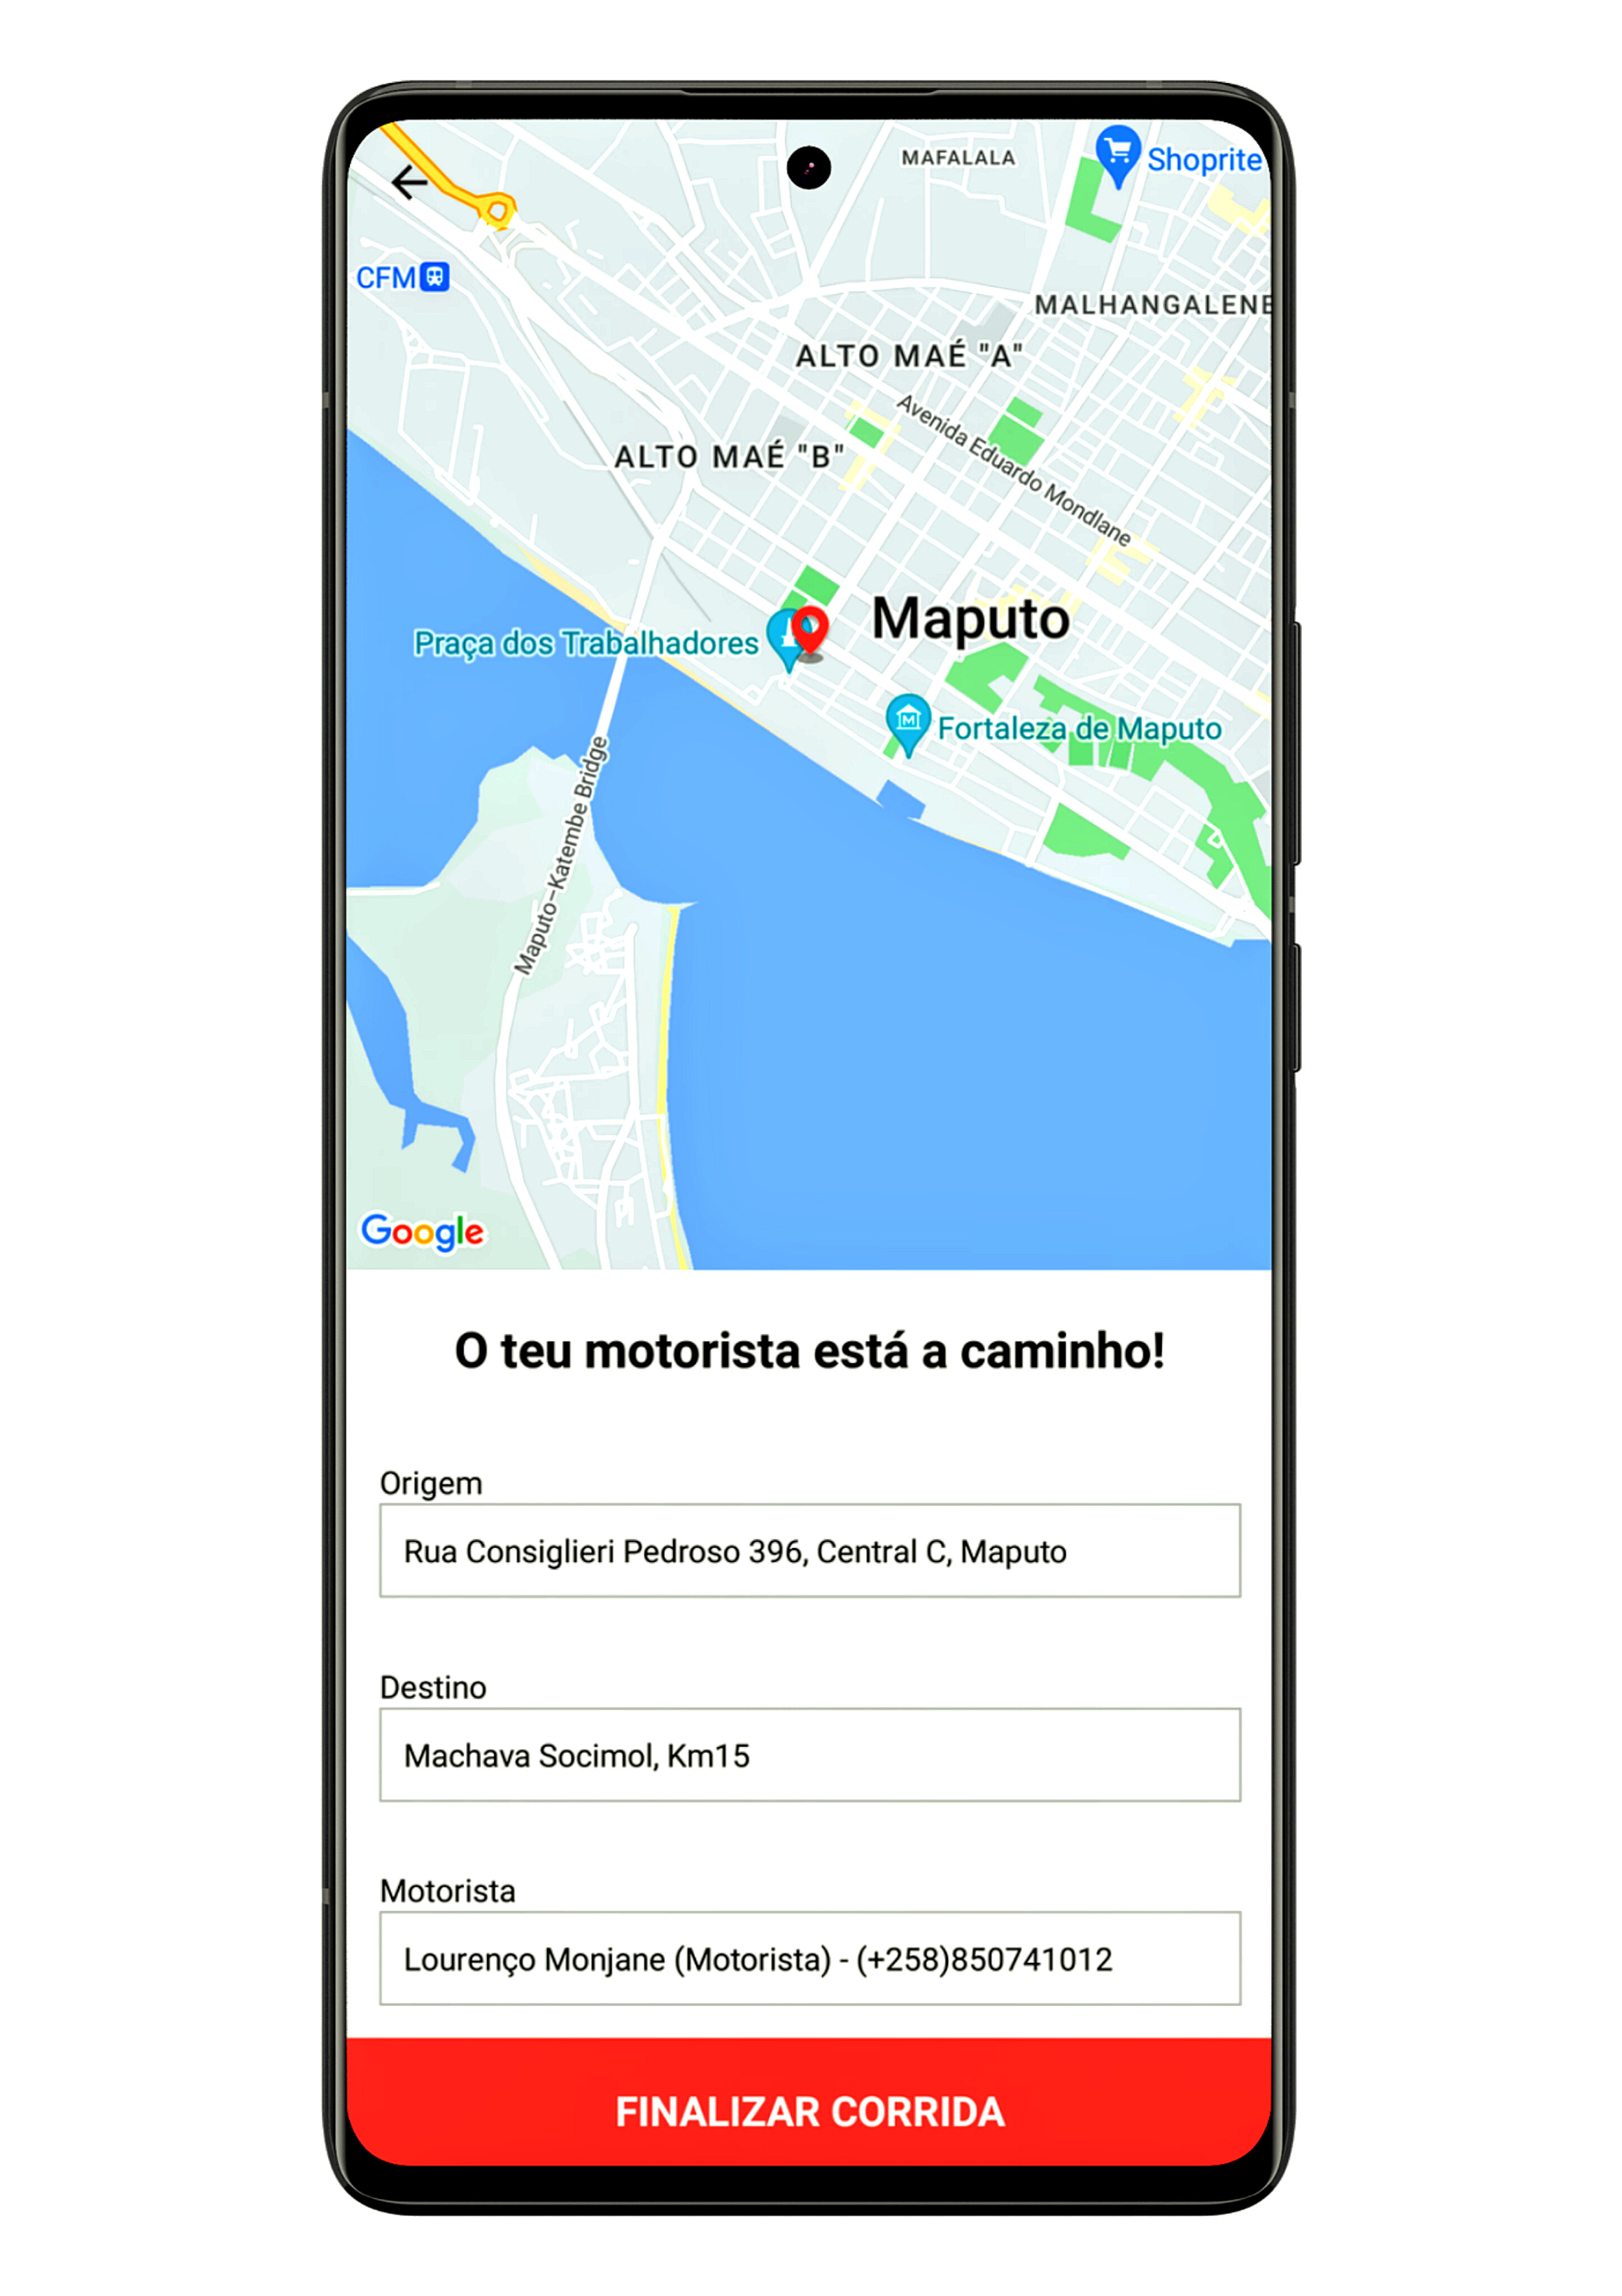 MAFALALA
Shoprite
CFM
MALHANGALENE
ALTO MAÉ "A"
Avenida Eduardo Mondlane
ALTO MAÉ "B"
Maputo
Praça dos Trabalhadores
Fortaleza de Maputo
Maputo–Katembe Bridge
Google
O teu motorista está a caminho!
Origem
Rua Consiglieri Pedroso 396, Central C, Maputo
Destino
Machava Socimol, Km15
Motorista
Lourenço Monjane (Motorista) - (+258)850741012
FINALIZAR CORRIDA